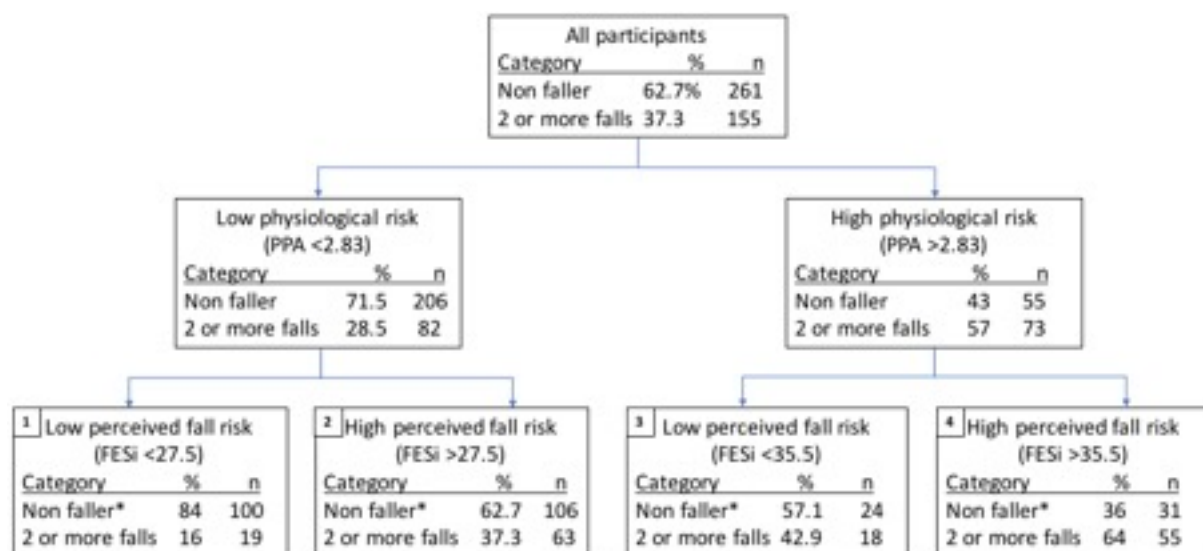 All participants
Category % n
Non faller 62.7% 261
2 or more falls 37.3 155
Low physiological risk
(PPA <2.83)
Category % n
Non faller 71.5 206
2 or more falls 28.5 82
High physiological risk
(PPA >2.83)
Category % n
Non faller 43 55
2 or more falls 57 73
1 Low perceived fall risk
(FESi <27.5)
Category % n
Non faller* 84 100
2 or more falls 16 19
2 High perceived fall risk
(FESi >27.5)
Category % n
Non faller* 62.7 106
2 or more falls 37.3 63
3 Low perceived fall risk
(FESi <35.5)
Category % n
Non faller* 57.1 24
2 or more falls 42.9 18
4 High perceived fall risk
(FESi >35.5)
Category % n
Non faller* 36 31
2 or more falls 64 55